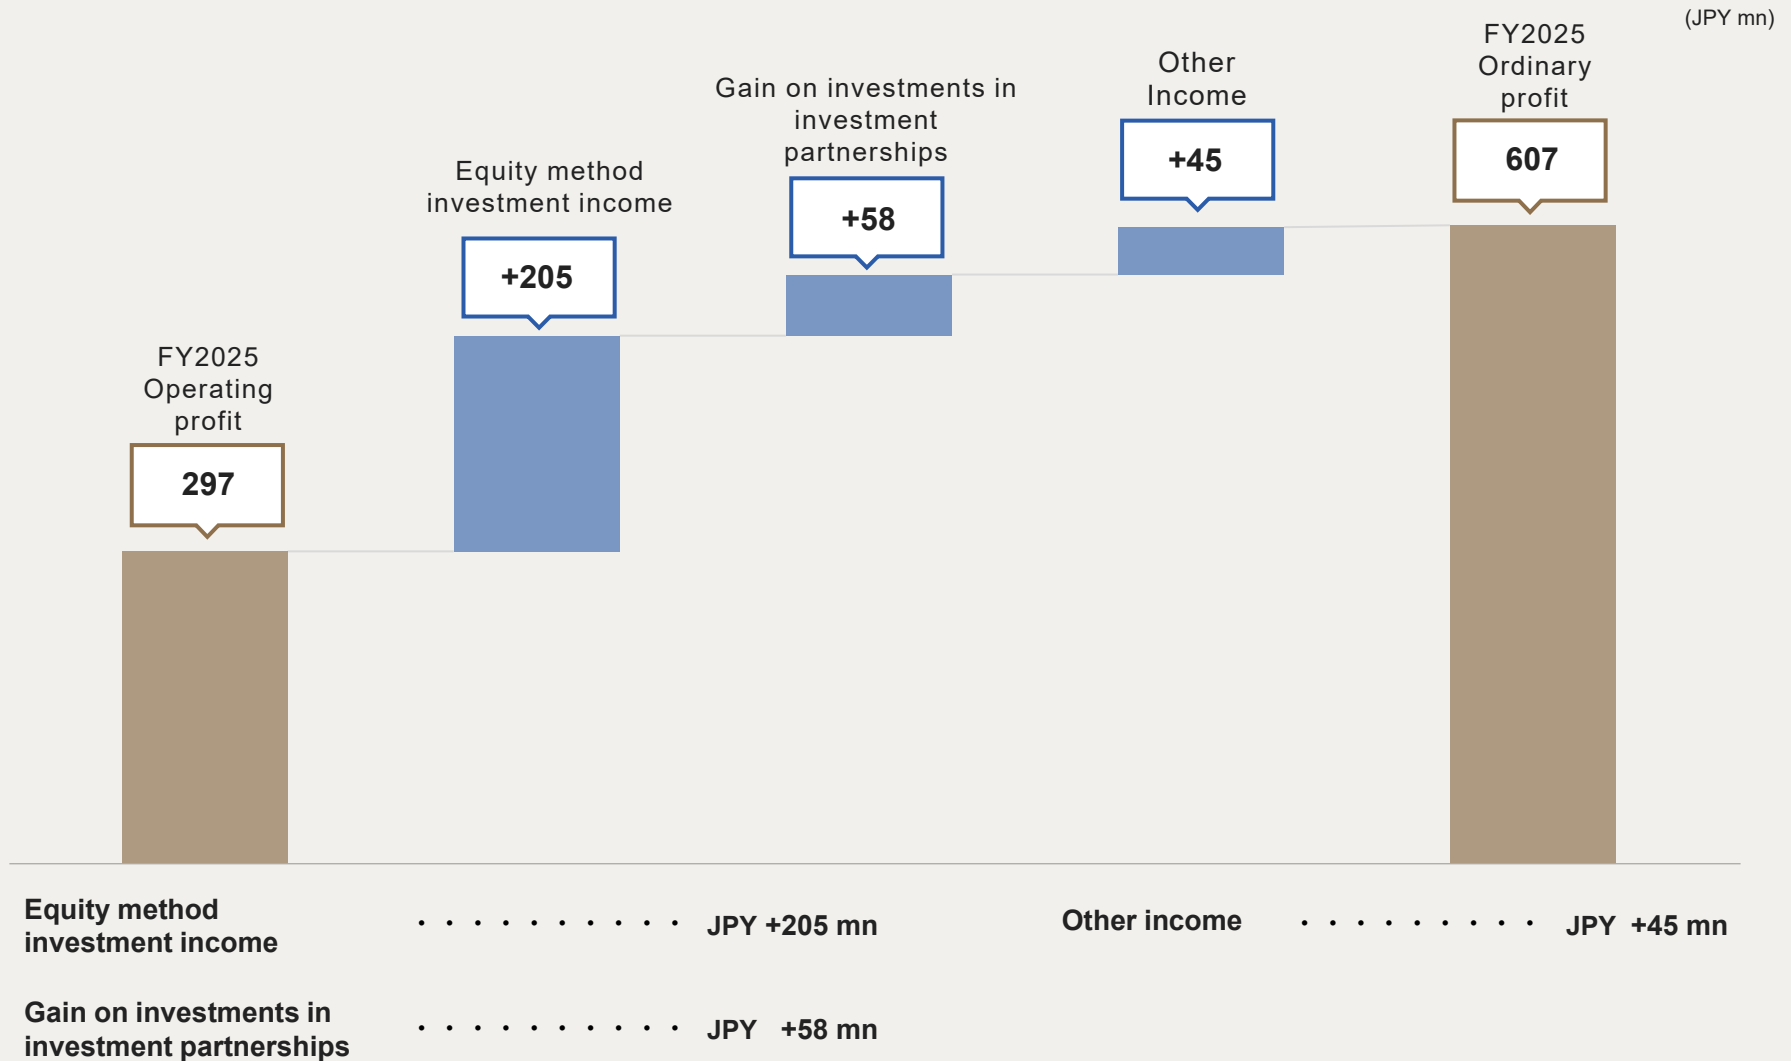 (JPY mn)
FY2025
Operating
profit
297
Equity method
investment income
+205
Gain on investments in
investment
partnerships
+58
Other
Income
+45
FY2025
Ordinary
profit
607
Equity method
investment income
・・・・・・・・・・ JPY +205 mn
Gain on investments in
investment partnerships
・・・・・・・・・・ JPY +58 mn
Other income ・・・・・・・・・ JPY +45 mn